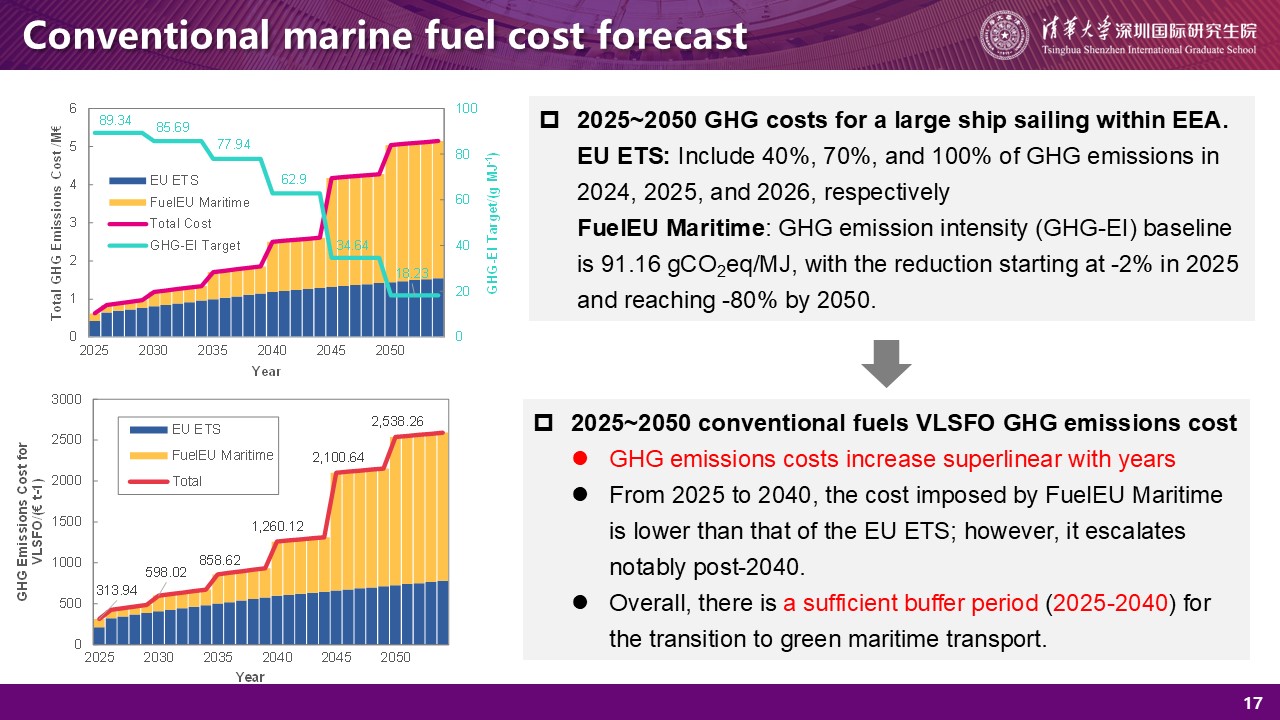 Conventional marine fuel cost forecast
清华大学深圳国际研究生院
Tsinghua Shenzhen International Graduate School
Total GHG Emissions Cost /M€
6
5
4
3
2
1
0
100
80
60
40
20
0
GHG-EI Target/(g MJ⁻¹)
89.34
85.69
77.94
62.9
34.64
18.23
EU ETS
FuelEU Maritime
Total Cost
GHG-EI Target
2025 2030 2035 2040 2045 2050
Year
GHG Emissions Cost for
VLSFO/(€ t-1)
3000
2500
2000
1500
1000
500
0
EU ETS
FuelEU Maritime
Total
313.94
598.02
858.62
1,260.12
2,100.64
2,538.26
2025 2030 2035 2040 2045 2050
Year
2025~2050 GHG costs for a large ship sailing within EEA.
EU ETS: Include 40%, 70%, and 100% of GHG emissions in
2024, 2025, and 2026, respectively
FuelEU Maritime: GHG emission intensity (GHG-EI) baseline
is 91.16 gCO₂eq/MJ, with the reduction starting at -2% in 2025
and reaching -80% by 2050.
2025~2050 conventional fuels VLSFO GHG emissions cost
GHG emissions costs increase superlinear with years
From 2025 to 2040, the cost imposed by FuelEU Maritime
is lower than that of the EU ETS; however, it escalates
notably post-2040.
Overall, there is a sufficient buffer period (2025-2040) for
the transition to green maritime transport.
17